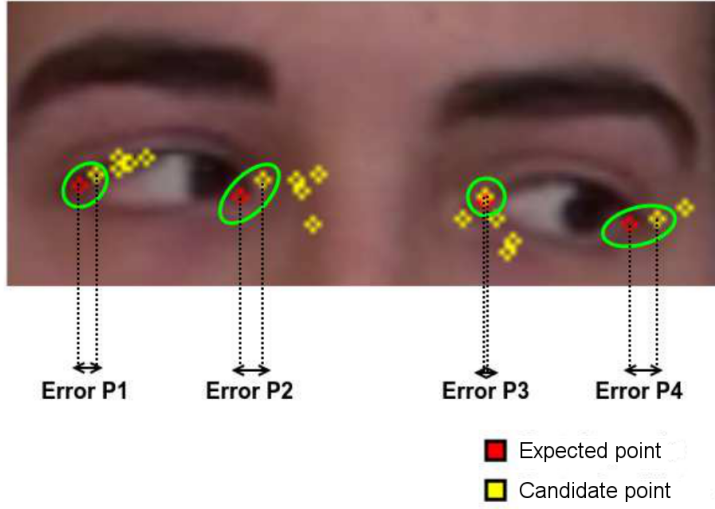 Error P1 Error P2 Error P3 Error P4
Expected point
Candidate point